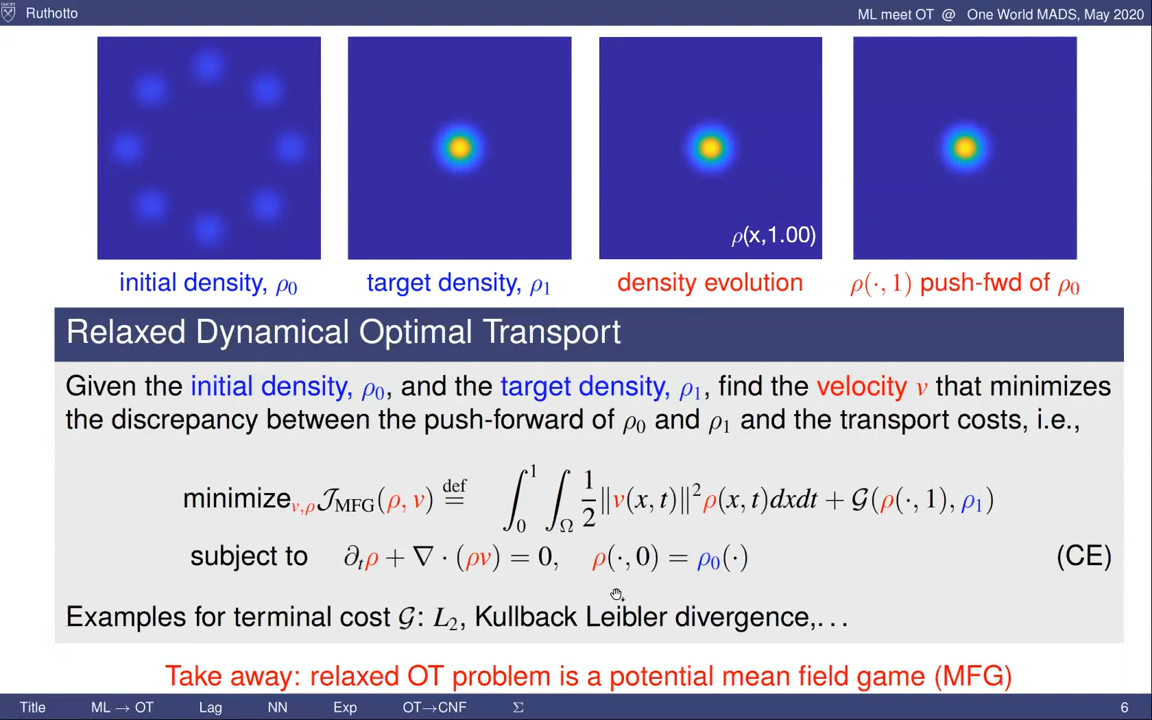 Ruthotto
ML meet OT @ One World MADS, May 2020
ρ(x,1.00)
initial density, ρ₀
target density, ρ₁
density evolution
ρ(·, 1) push-fwd of ρ₀
Relaxed Dynamical Optimal Transport
Given the initial density, ρ₀, and the target density, ρ₁, find the velocity v that minimizes
the discrepancy between the push-forward of ρ₀ and ρ₁ and the transport costs, i.e.,
minimize_{v,ρ} 𝒥_MFG(ρ, v) ≝ ∫₀¹ ∫_Ω ½‖v(x, t)‖²ρ(x, t)dxdt + 𝒢(ρ(·, 1), ρ₁)
subject to ∂ₜρ + ∇ · (ρv) = 0, ρ(·, 0) = ρ₀(·) (CE)
Examples for terminal cost 𝒢: L₂, Kullback Leibler divergence,. . .
Take away: relaxed OT problem is a potential mean field game (MFG)
Title ML → OT Lag NN Exp OT→CNF Σ 6